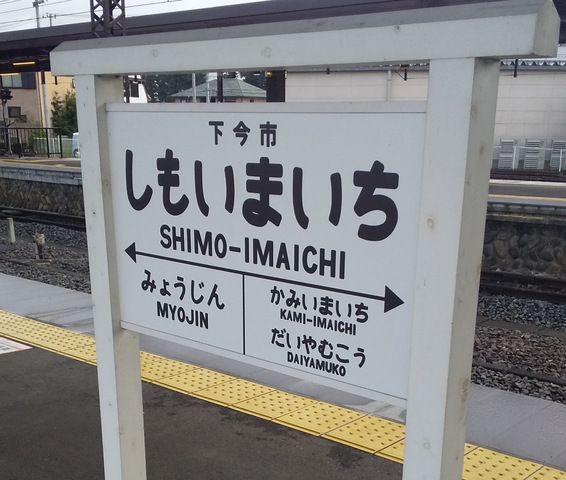 下今市
しもいまいち
SHIMO-IMAICHI
みょうじん
MYOJIN
かみいまいち
KAMI-IMAICHI
だいやむこう
DAIYAMUKO